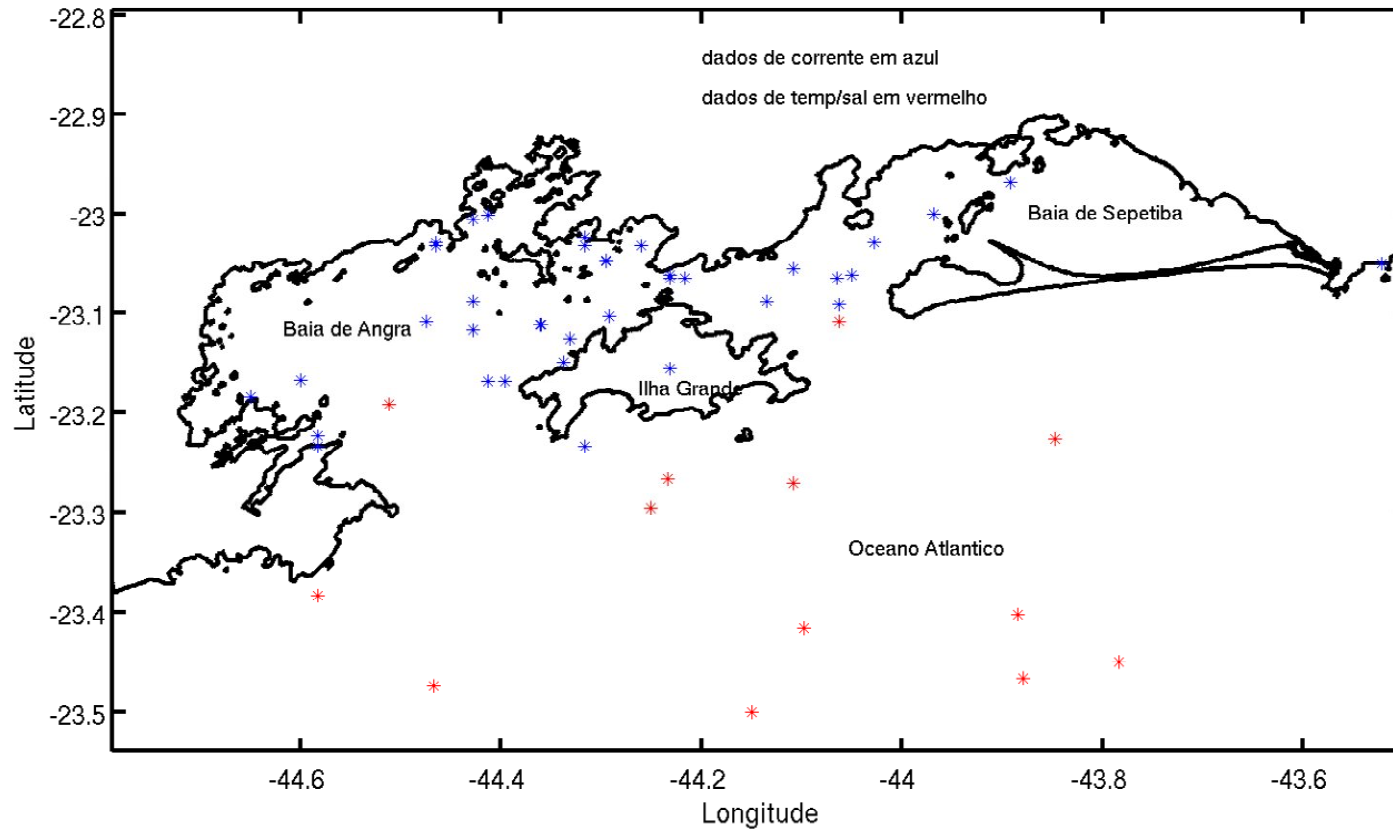 -22.8
dados de corrente em azul
dados de temp/sal em vermelho
-22.9
-23
Baia de Sepetiba
-23.1
Baia de Angra
Ilha Grande
-23.2
Latitude
-23.3
Oceano Atlantico
-23.4
-23.5
-44.6
-44.4
-44.2
-44
-43.8
-43.6
Longitude